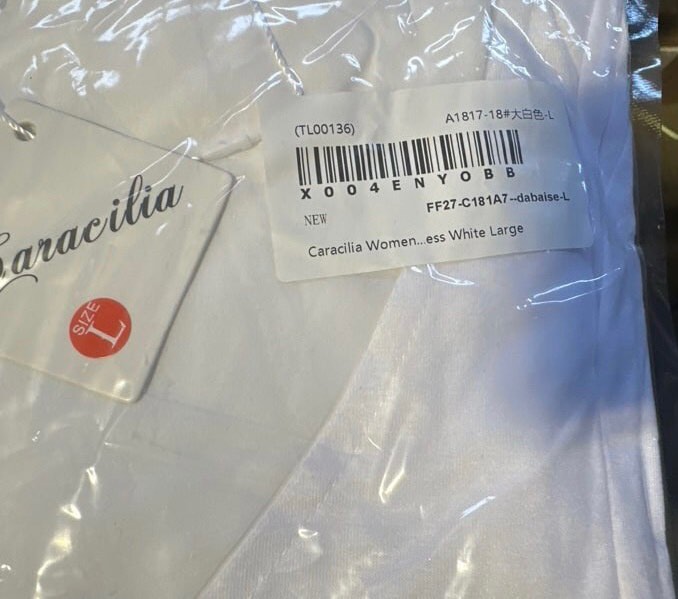 (TL00136)
A1817-18#大白色-L
X004ENYOBB
NEW
FF27-C181A7--dabaise-L
Caracilia Women...ess White Large
Caracilia
SIZE
L